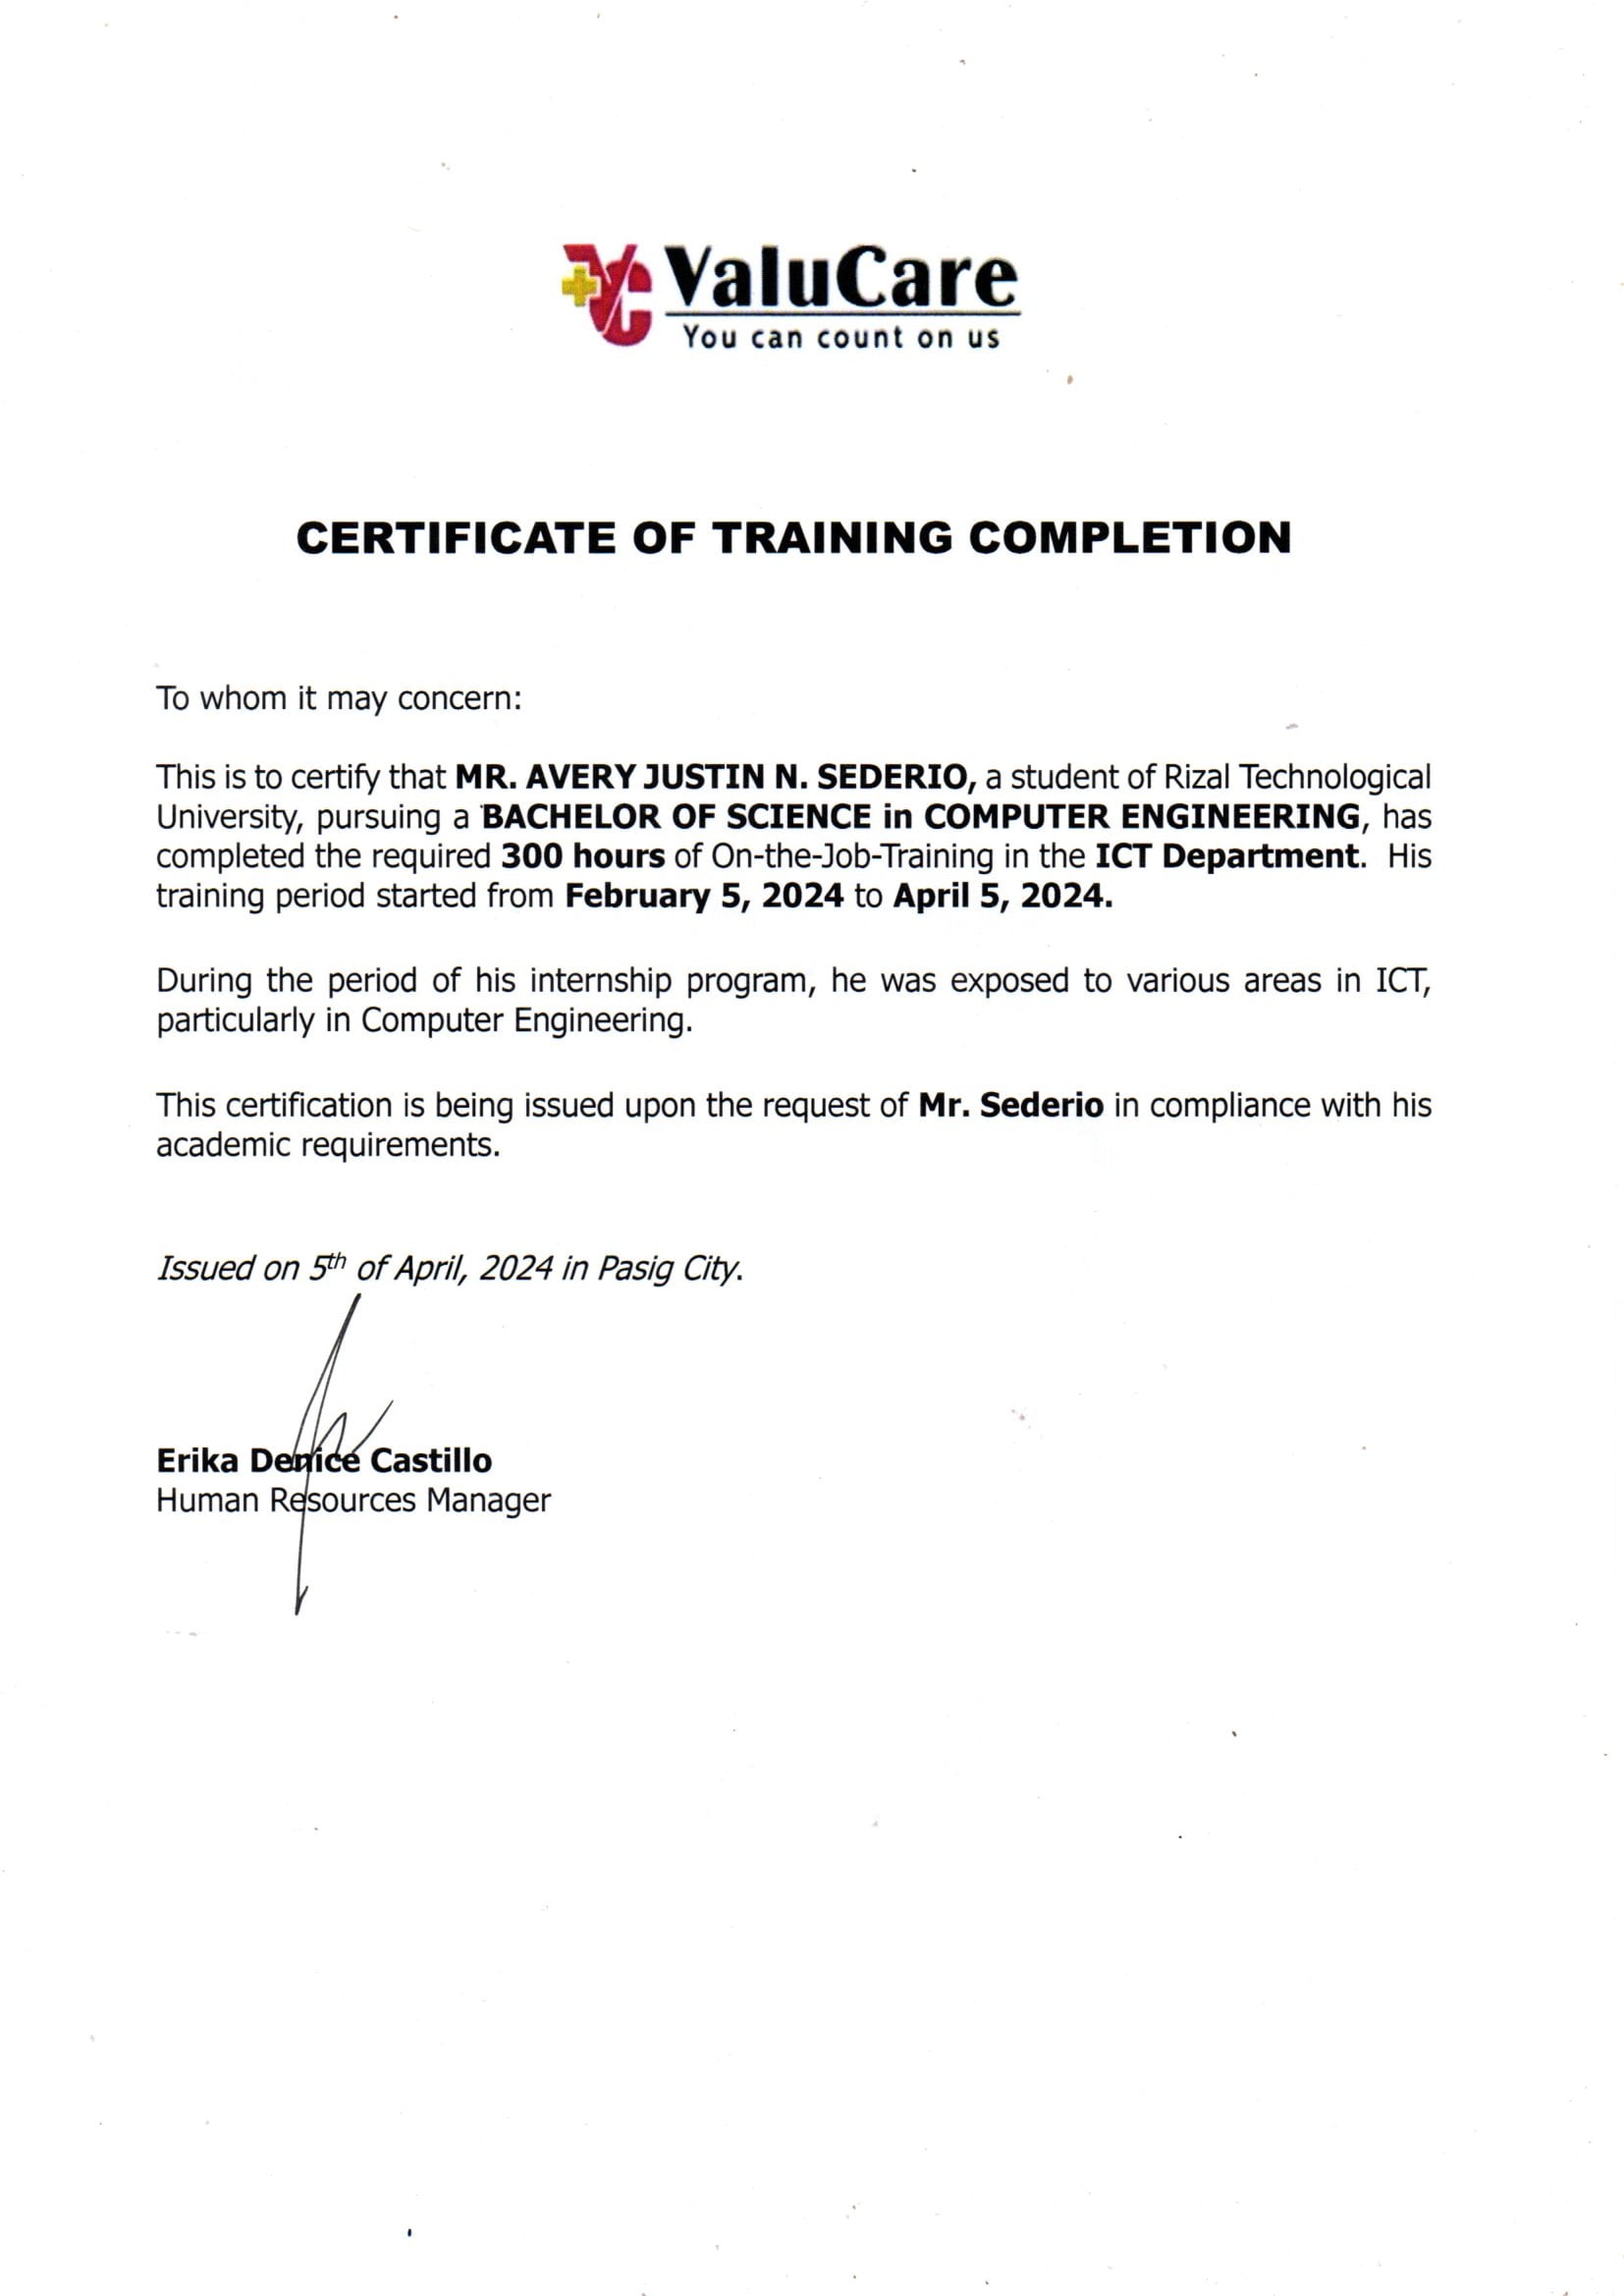 ValuCare
You can count on us
CERTIFICATE OF TRAINING COMPLETION
To whom it may concern:
This is to certify that MR. AVERY JUSTIN N. SEDERIO, a student of Rizal Technological
University, pursuing a BACHELOR OF SCIENCE in COMPUTER ENGINEERING, has
completed the required 300 hours of On-the-Job-Training in the ICT Department. His
training period started from February 5, 2024 to April 5, 2024.
During the period of his internship program, he was exposed to various areas in ICT,
particularly in Computer Engineering.
This certification is being issued upon the request of Mr. Sederio in compliance with his
academic requirements.
Issued on 5th of April, 2024 in Pasig City.
Erika Denice Castillo
Human Resources Manager